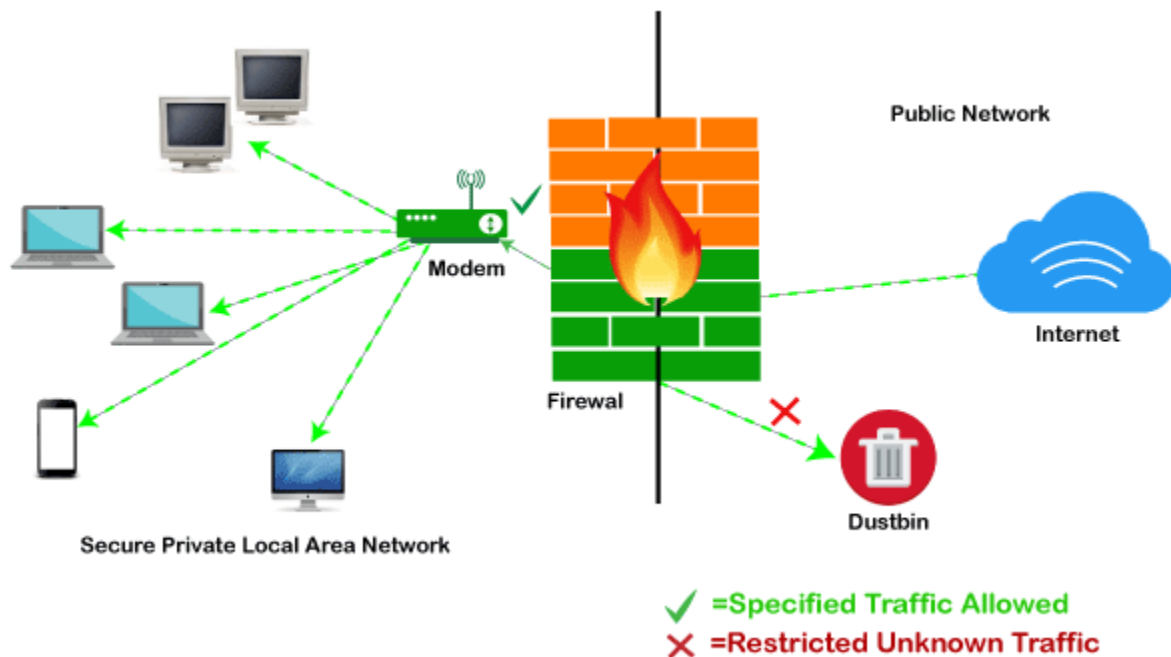 Public Network
Modem
Internet
Firewal
Dustbin
Secure Private Local Area Network
=Specified Traffic Allowed
=Restricted Unknown Traffic